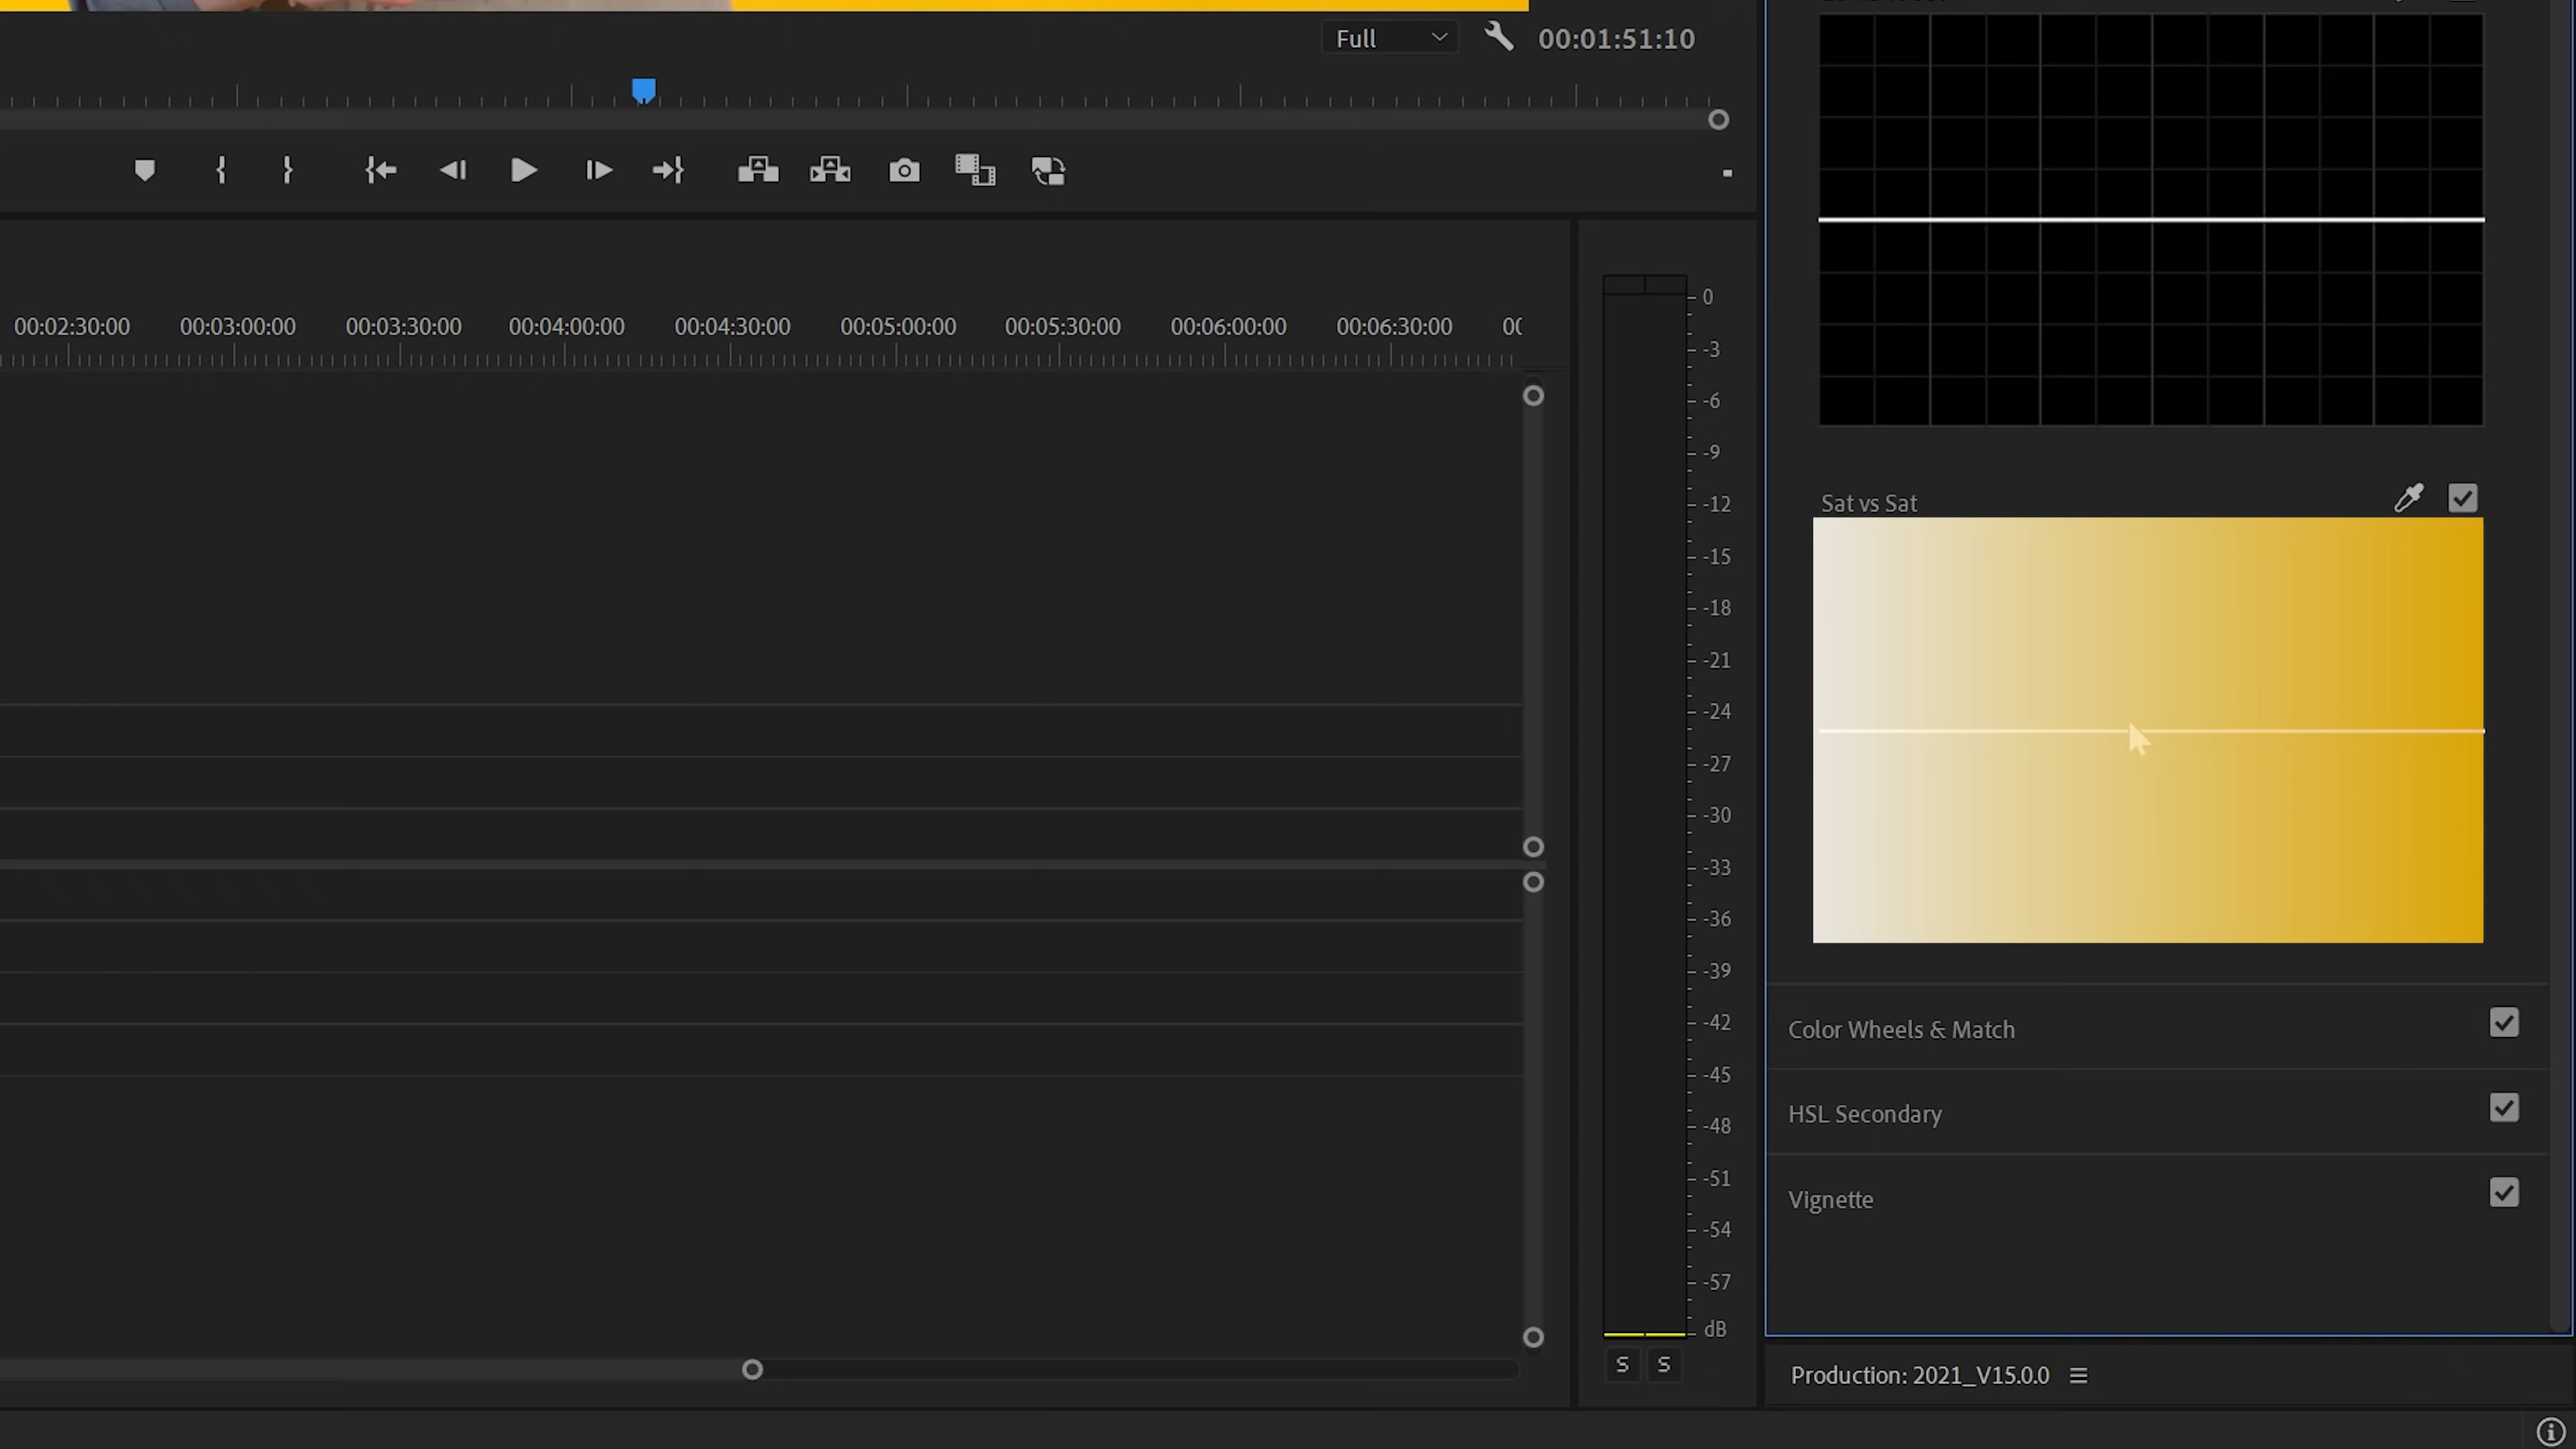 Full
00:01:51:10
00:02:30:00 00:03:00:00 00:03:30:00 00:04:00:00 00:04:30:00 00:05:00:00 00:05:30:00 00:06:00:00 00:06:30:00 00
0
-3
-6
-9
-12
-15
-18
-21
-24
-27
-30
-33
-36
-39
-42
-45
-48
-51
-54
-57
dB
S S
Sat vs Sat
Color Wheels & Match
HSL Secondary
Vignette
Production: 2021_V15.0.0